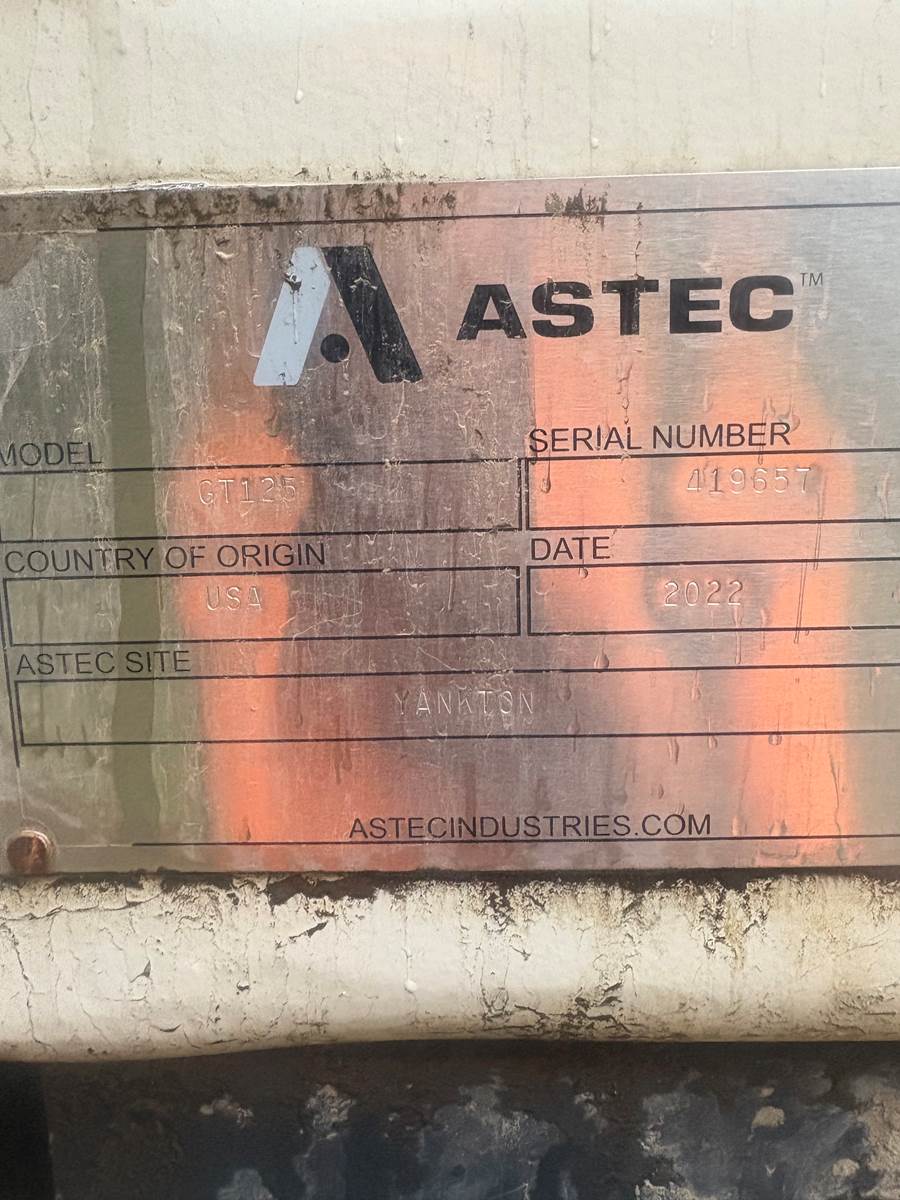 ASTEC™
MODEL
SERIAL NUMBER
GT125
419657
COUNTRY OF ORIGIN
DATE
USA
2022
ASTEC SITE
YANKTON
ASTECINDUSTRIES.COM